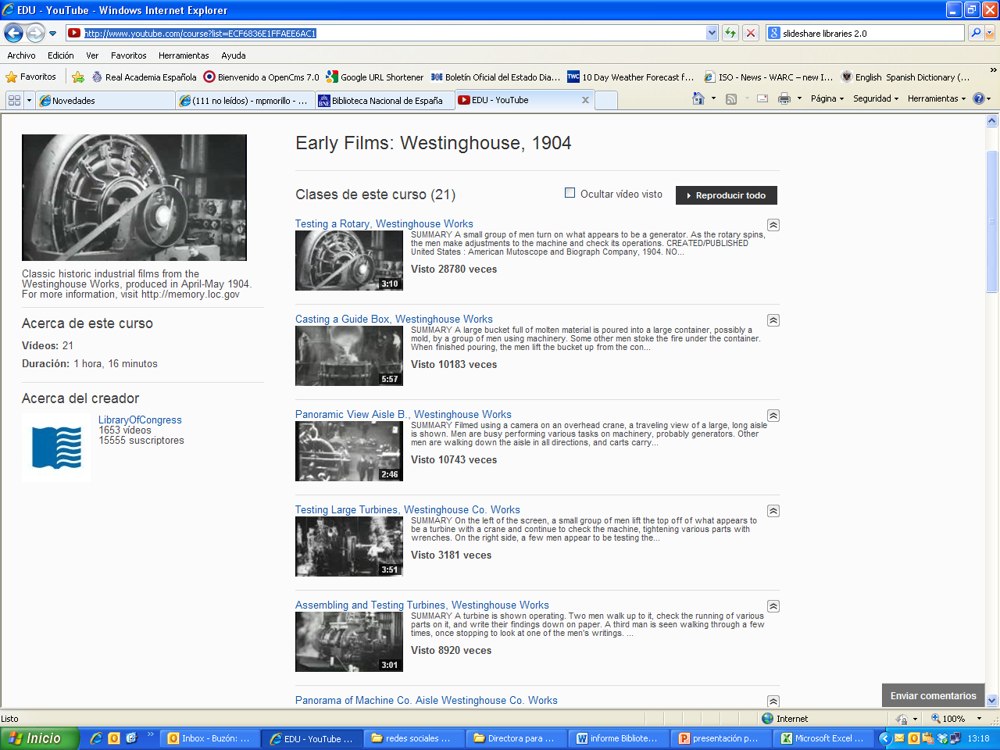 EDU - YouTube - Windows Internet Explorer
http://www.youtube.com/course?list=ECF6836E1FFAEE6AC1
slideshare libraries 2.0
Archivo Edición Ver Favoritos Herramientas Ayuda
Favoritos Real Academia Española Bienvenido a OpenCms 7.0 Google URL Shortener Boletín Oficial del Estado Dia... 10 Day Weather Forecast f... ISO - News - WARC – new I... English Spanish Dictionary (...
Novedades (111 no leídos) - mpmorillo - ... Biblioteca Nacional de España EDU - YouTube Página Seguridad Herramientas
Early Films: Westinghouse, 1904
Classic historic industrial films from the
Westinghouse Works, produced in April-May 1904.
For more information, visit http://memory.loc.gov
Acerca de este curso
Vídeos: 21
Duración: 1 hora, 16 minutos
Acerca del creador
LibraryOfCongress
1653 vídeos
15555 suscriptores
Clases de este curso (21)
Ocultar vídeo visto
Reproducir todo
Testing a Rotary, Westinghouse Works
SUMMARY A small group of men turn on what appears to be a generator. As the rotary spins,
the men make adjustments to the machine and check its operations. CREATED/PUBLISHED
United States : American Mutoscope and Biograph Company, 1904. NO...
Visto 28780 veces
3:10
Casting a Guide Box, Westinghouse Works
SUMMARY A large bucket full of molten material is poured into a large container, possibly a
mold, by a group of men using machinery. Some other men stoke the fire under the container.
When finished pouring, the men lift the bucket up from the con...
Visto 10183 veces
5:57
Panoramic View Aisle B., Westinghouse Works
SUMMARY Filmed using a camera on an overhead crane, a traveling view of a large, long aisle
is shown. Men are busy performing various tasks on machinery, probably generators. Other
men are walking down the aisle in all directions, and carts carry...
Visto 10743 veces
2:46
Testing Large Turbines, Westinghouse Co. Works
SUMMARY On the left of the screen, a small group of men lift the top off of what appears to
be a turbine with a crane and continue to check the machine, tightening various parts with
wrenches. On the right side, a few men appear to be testing the...
Visto 3181 veces
3:51
Assembling and Testing Turbines, Westinghouse Works
SUMMARY A turbine is shown operating. Two men walk up to it, check the running of various
parts on it, and write their findings down on paper. A third man is seen walking through a few
times, once stopping to look at one of the men's writings. ...
Visto 8920 veces
3:01
Panorama of Machine Co. Aisle Westinghouse Co. Works
Enviar comentarios
Listo
Internet
100%
Inicio
Inbox - Buzón: ...
EDU - YouTube ...
redes sociales ...
Directora para ...
informe Bibliote...
presentación p...
Microsoft Excel ...
13:18